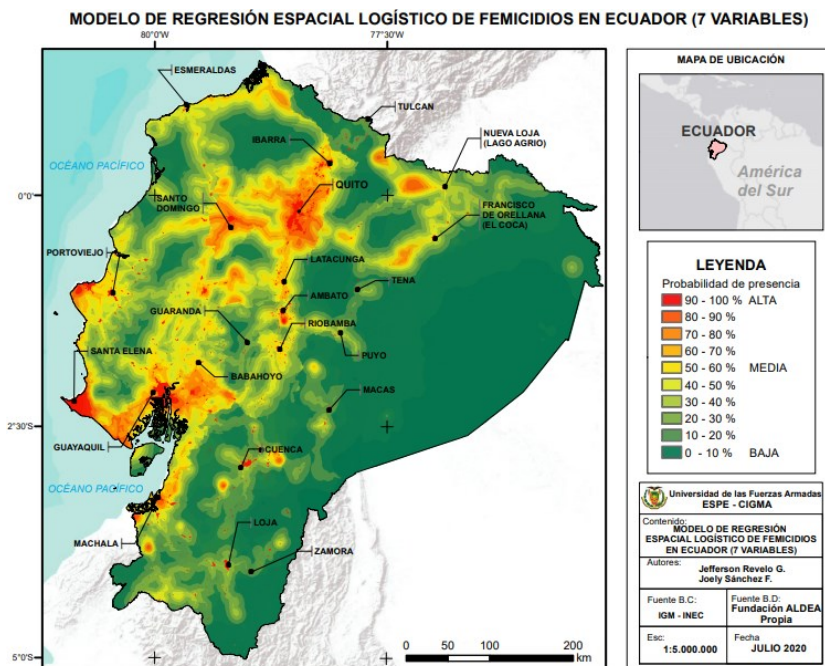 MODELO DE REGRESIÓN ESPACIAL LOGÍSTICO DE FEMICIDIOS EN ECUADOR (7 VARIABLES)
80°0'W
77°30'W
ESMERALDAS
TULCAN
IBARRA
NUEVA LOJA
(LAGO AGRIO)
OCÉANO PACÍFICO
QUITO
0°0'
SANTO
DOMINGO
FRANCISCO
DE ORELLANA
(EL COCA)
PORTOVIEJO
LATACUNGA
TENA
AMBATO
GUARANDA
RIOBAMBA
PUYO
SANTA ELENA
BABAHOYO
MACAS
2°30'S
GUAYAQUIL
CUENCA
OCÉANO PACÍFICO
LOJA
MACHALA
ZAMORA
5°0'S
0 50 100 200
km
MAPA DE UBICACIÓN
ECUADOR
América
del Sur
LEYENDA
Probabilidad de presencia
90 - 100 % ALTA
80 - 90 %
70 - 80 %
60 - 70 %
50 - 60 % MEDIA
40 - 50 %
30 - 40 %
20 - 30 %
10 - 20 %
0 - 10 % BAJA
Universidad de las Fuerzas Armadas
ESPE - CIGMA
Contenido:
MODELO DE REGRESIÓN
ESPACIAL LOGÍSTICO DE FEMICIDIOS
EN ECUADOR (7 VARIABLES)
Autores:
Jefferson Revelo G.
Joely Sánchez F.
Fuente B.C:
IGM - INEC
Fuente B.D:
Fundación ALDEA
Propia
Esc:
1:5.000.000
Fecha
JULIO 2020